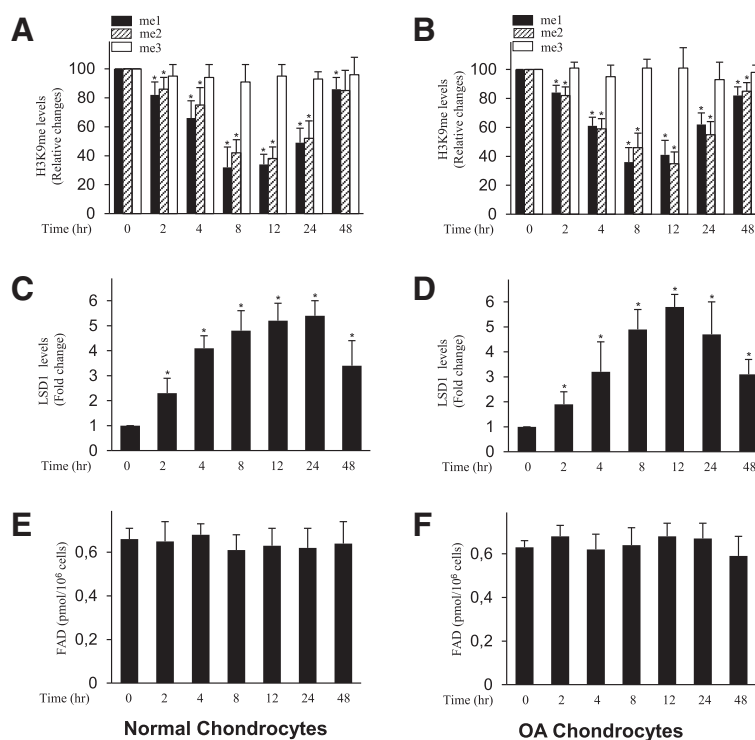 A
me1
me2
me3
H3K9me levels
(Relative changes)
100
80
60
40
20
0
* * * * * * * * * * *
Time (hr) 0 2 4 8 12 24 48
B
me1
me2
me3
H3K9me levels
(Relative changes)
100
80
60
40
20
0
* * * * * * * * * * * *
Time (hr) 0 2 4 8 12 24 48
C
LSD1 levels
(Fold change)
6
5
4
3
2
1
0
* * * * * *
Time (hr) 0 2 4 8 12 24 48
D
LSD1 levels
(Fold change)
6
5
4
3
2
1
0
* * * * * *
Time (hr) 0 2 4 8 12 24 48
E
FAD (pmol/10⁶ cells)
0,6
0,4
0,2
0
Time (hr) 0 2 4 8 12 24 48
Normal Chondrocytes
F
FAD (pmol/10⁶ cells)
0,6
0,4
0,2
0
Time (hr) 0 2 4 8 12 24 48
OA Chondrocytes